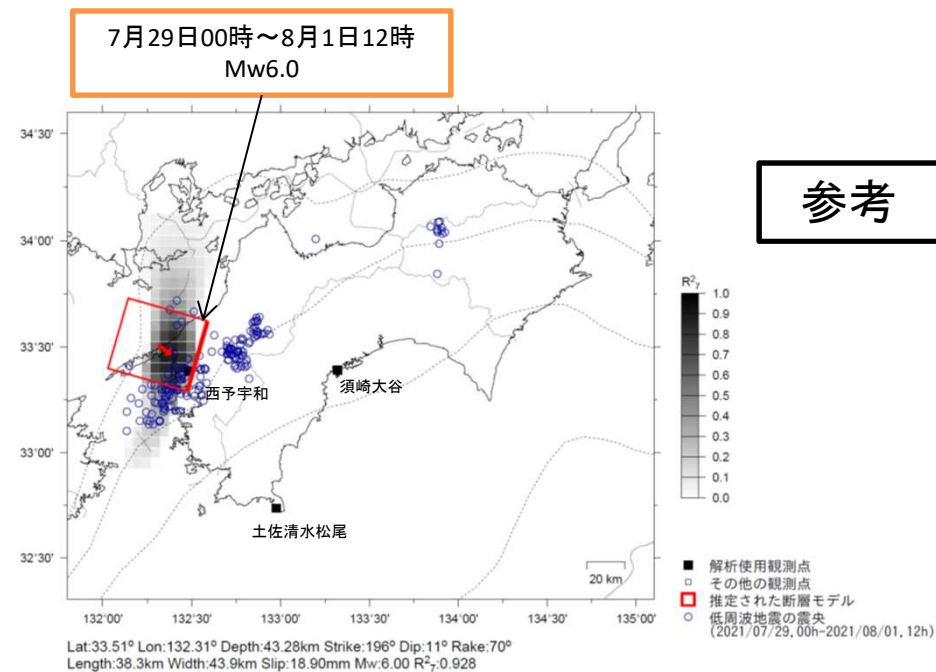 7月29日00時～8月1日12時
Mw6.0
参考
34°30'
34°00'
33°30'
33°00'
32°30'
132°00'
132°30'
133°00'
133°30'
134°00'
134°30'
135°00'
西予宇和
須崎大谷
土佐清水松尾
20 km
R²₇
1.0
0.9
0.8
0.7
0.6
0.5
0.4
0.3
0.2
0.1
0.0
解析使用観測点
その他の観測点
推定された断層モデル
低周波地震の震央
(2021/07/29.00h-2021/08/01.12h)
Lat:33.51° Lon:132.31° Depth:43.28km Strike:196° Dip:11° Rake:70°
Length:38.3km Width:43.9km Slip:18.90mm Mw:6.00 R²₇:0.928